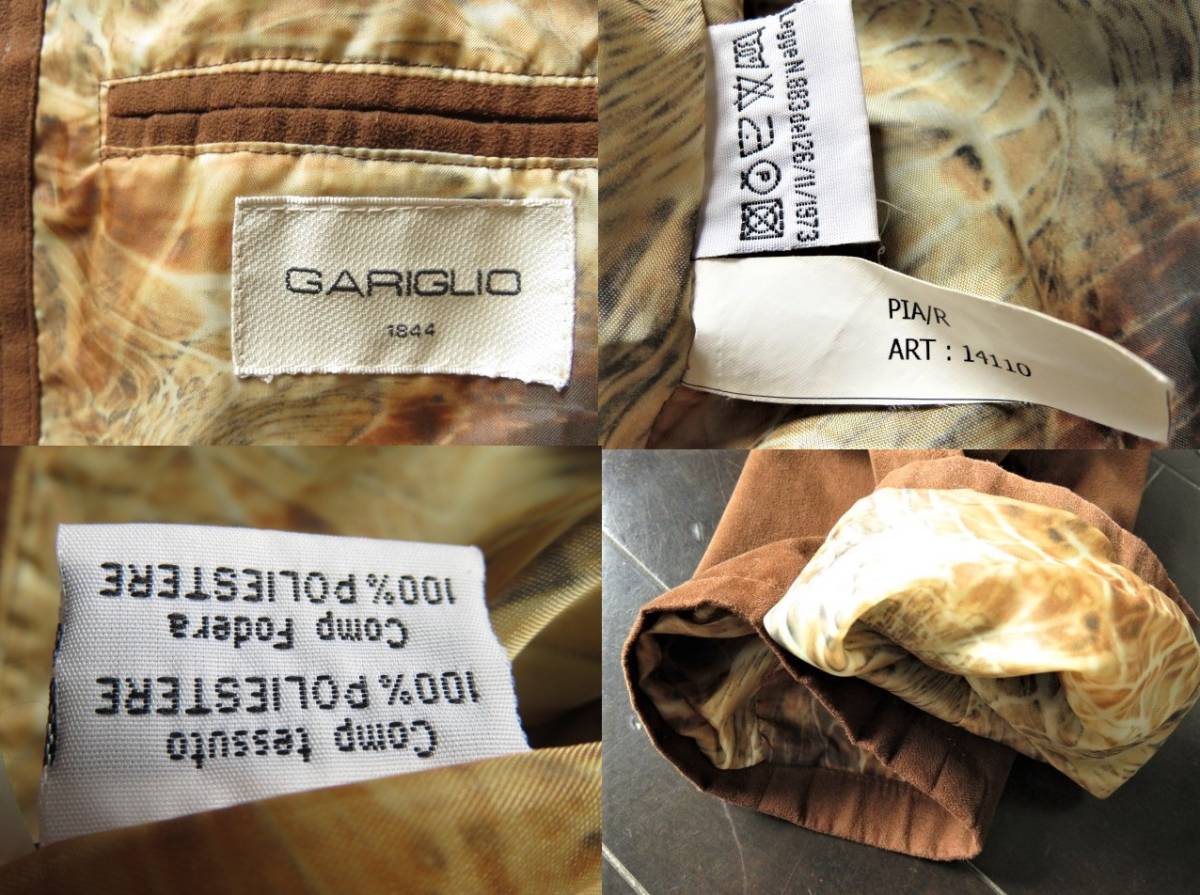 GARIGLIO
1844
Legge N.883 del 26/11/1973
PIA/R
ART : 14110
Comp tessuto
100% POLIESTERE
Comp Fodera
100% POLIESTERE